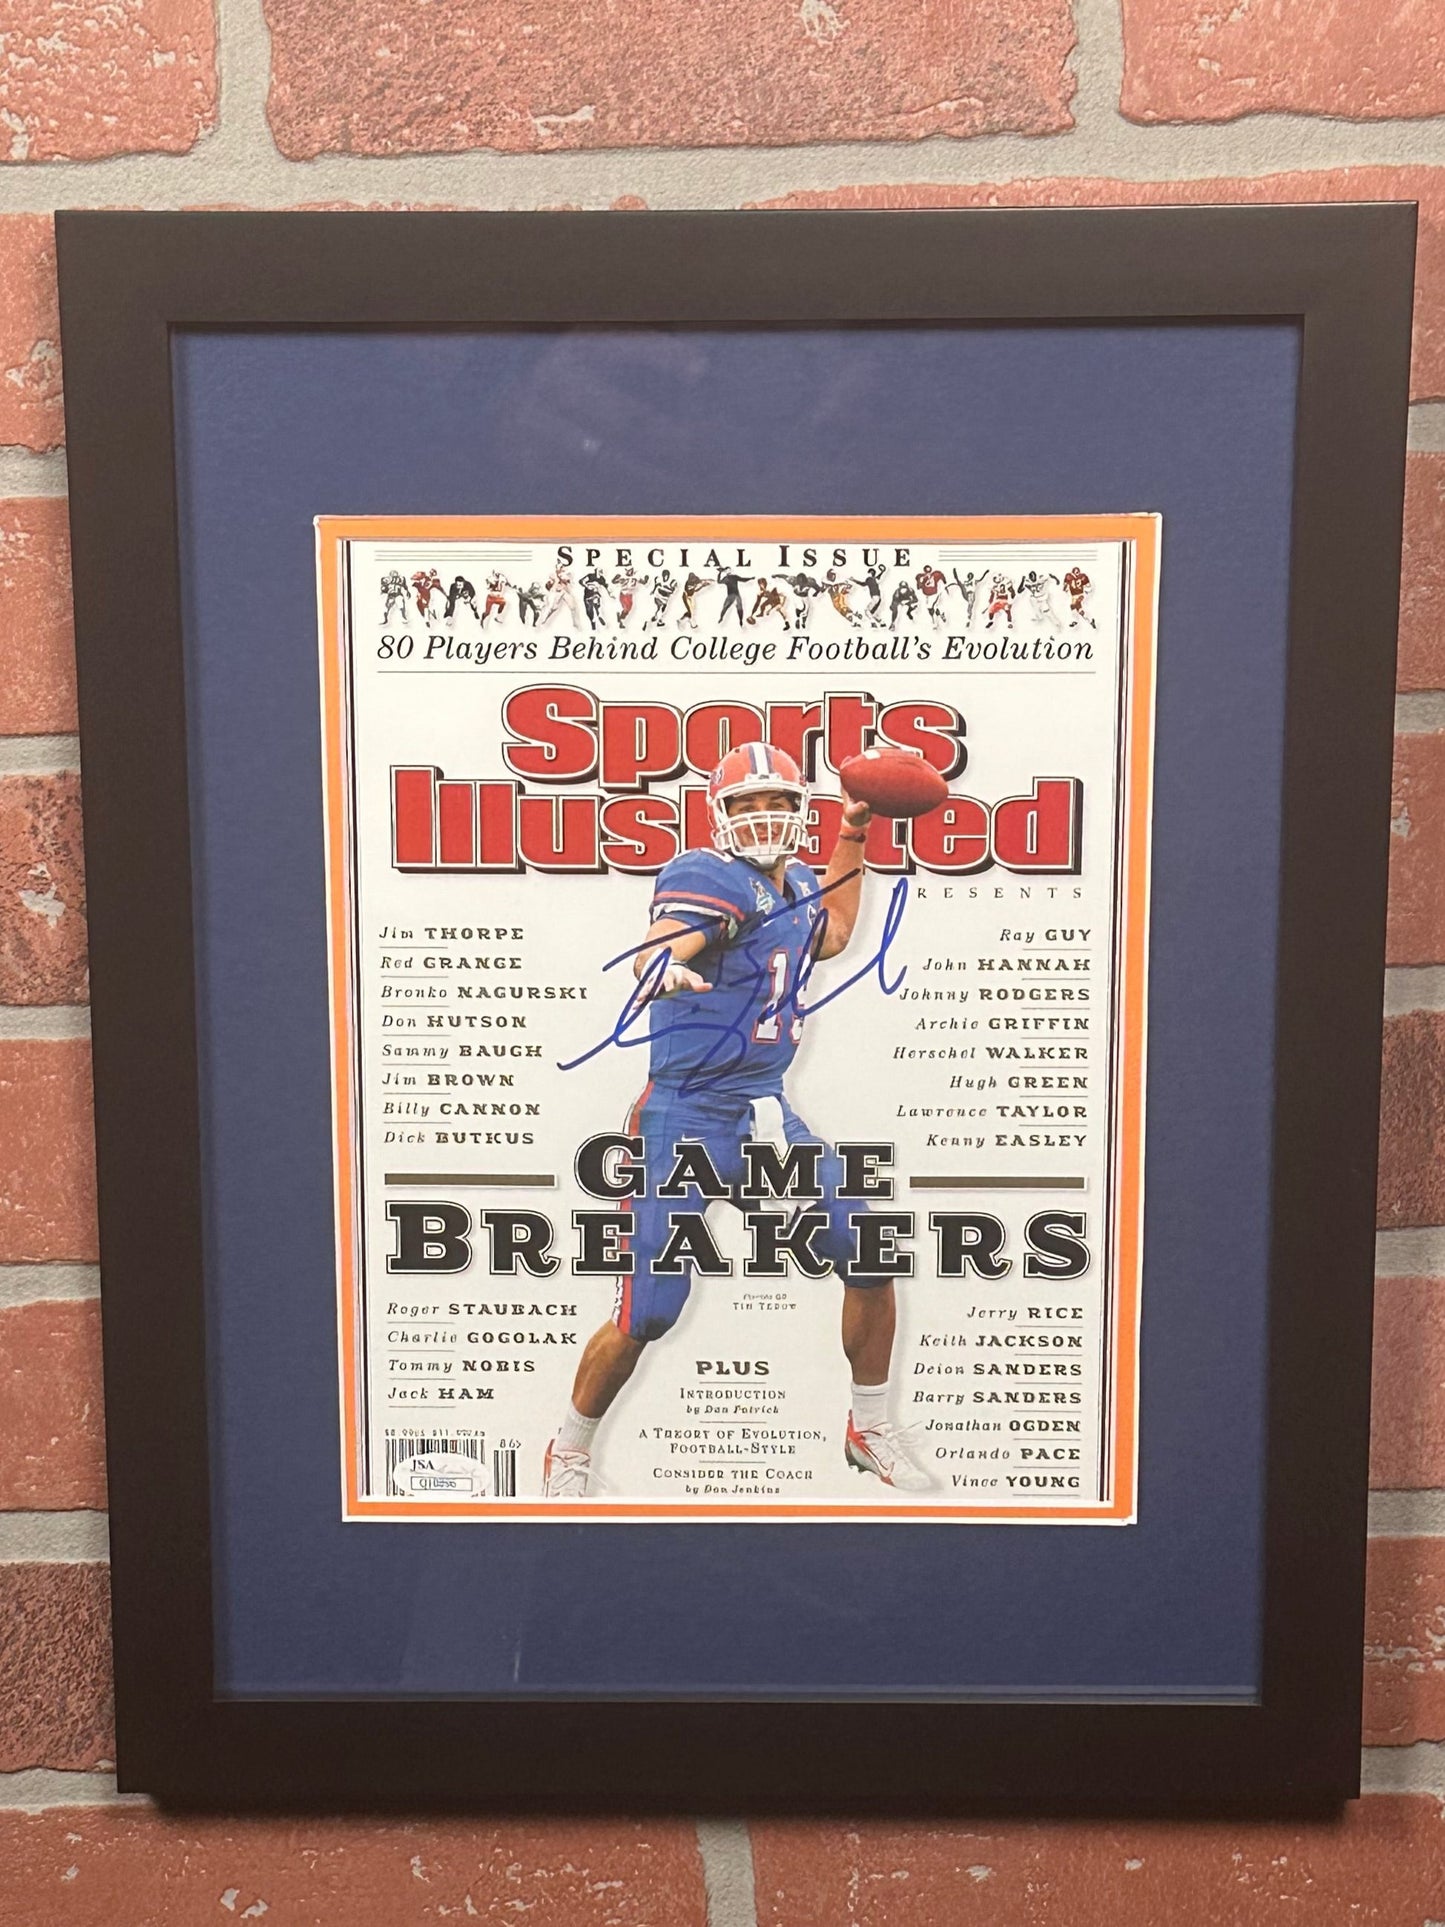 SPECIAL ISSUE
80 Players Behind College Football's Evolution
Sports
Illustrated
RESENTS
Jim THORPE
Red GRANGE
Bronko NAGURSKI
Don HUTSON
Sammy BAUGH
Jim BROWN
Billy CANNON
Dick BUTKUS
Ray GUY
John HANNAH
Johnny RODGERS
Archie GRIFFIN
Herschel WALKER
Hugh GREEN
Lawrence TAYLOR
Kenny EASLEY
GAME
BREAKERS
Roger STAUBACH
Charlie GOGOLAK
Tommy NOBIS
Jack HAM
TIM TEBOW
PLUS
INTRODUCTION
by Dan Patrick
A THEORY OF EVOLUTION,
FOOTBALL-STYLE
CONSIDER THE COACH
by Dan Jenkins
Jerry RICE
Keith JACKSON
Deion SANDERS
Barry SANDERS
Jonathan OGDEN
Orlando PACE
Vince YOUNG
86>
JSA